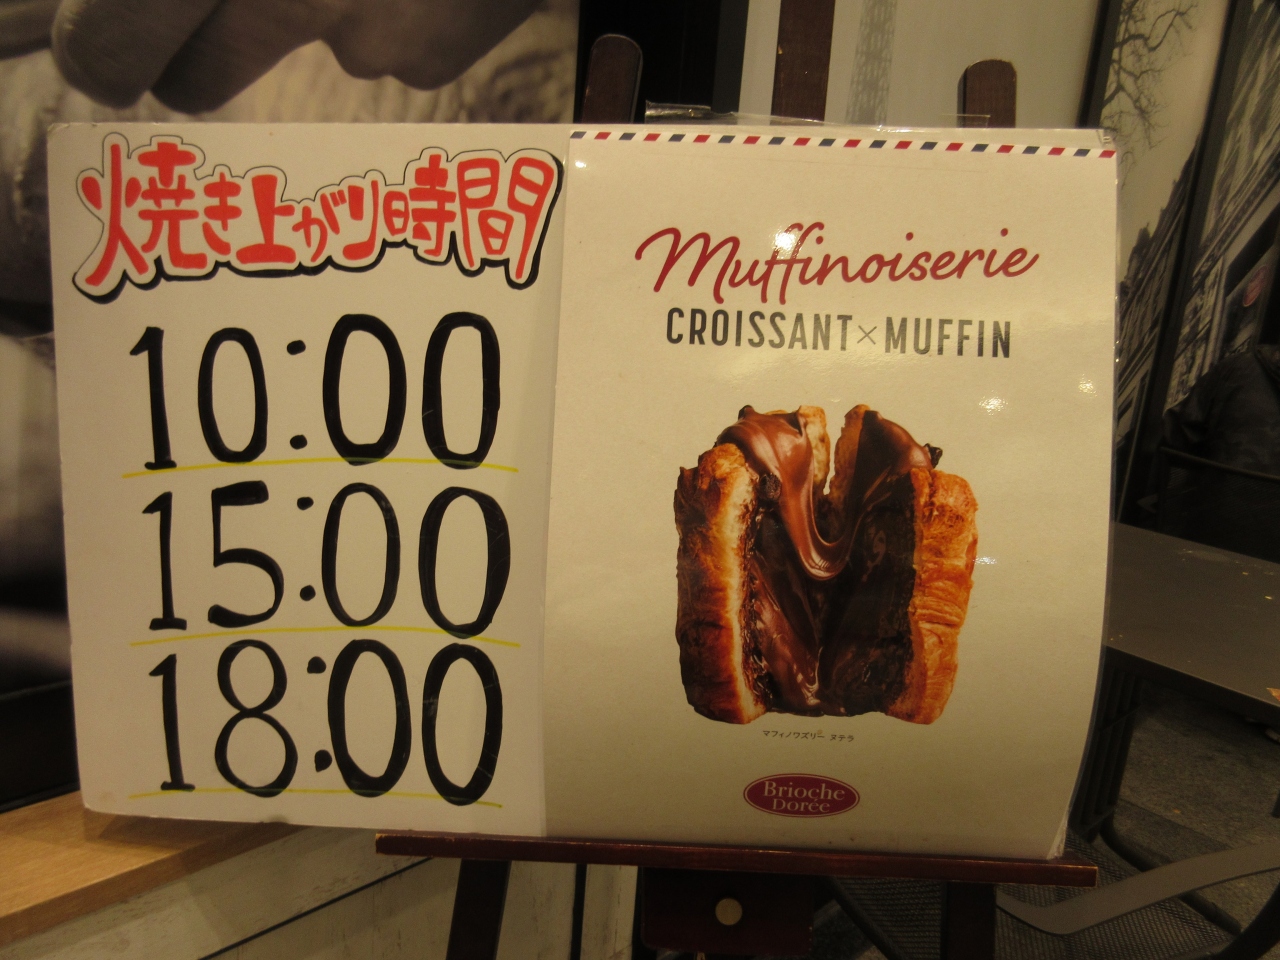 焼き上がり時間
10:00
15:00
18:00
Muffinoiserie
CROISSANT×MUFFIN
マフィノワズリー ヌテラ
Brioche
Dorée